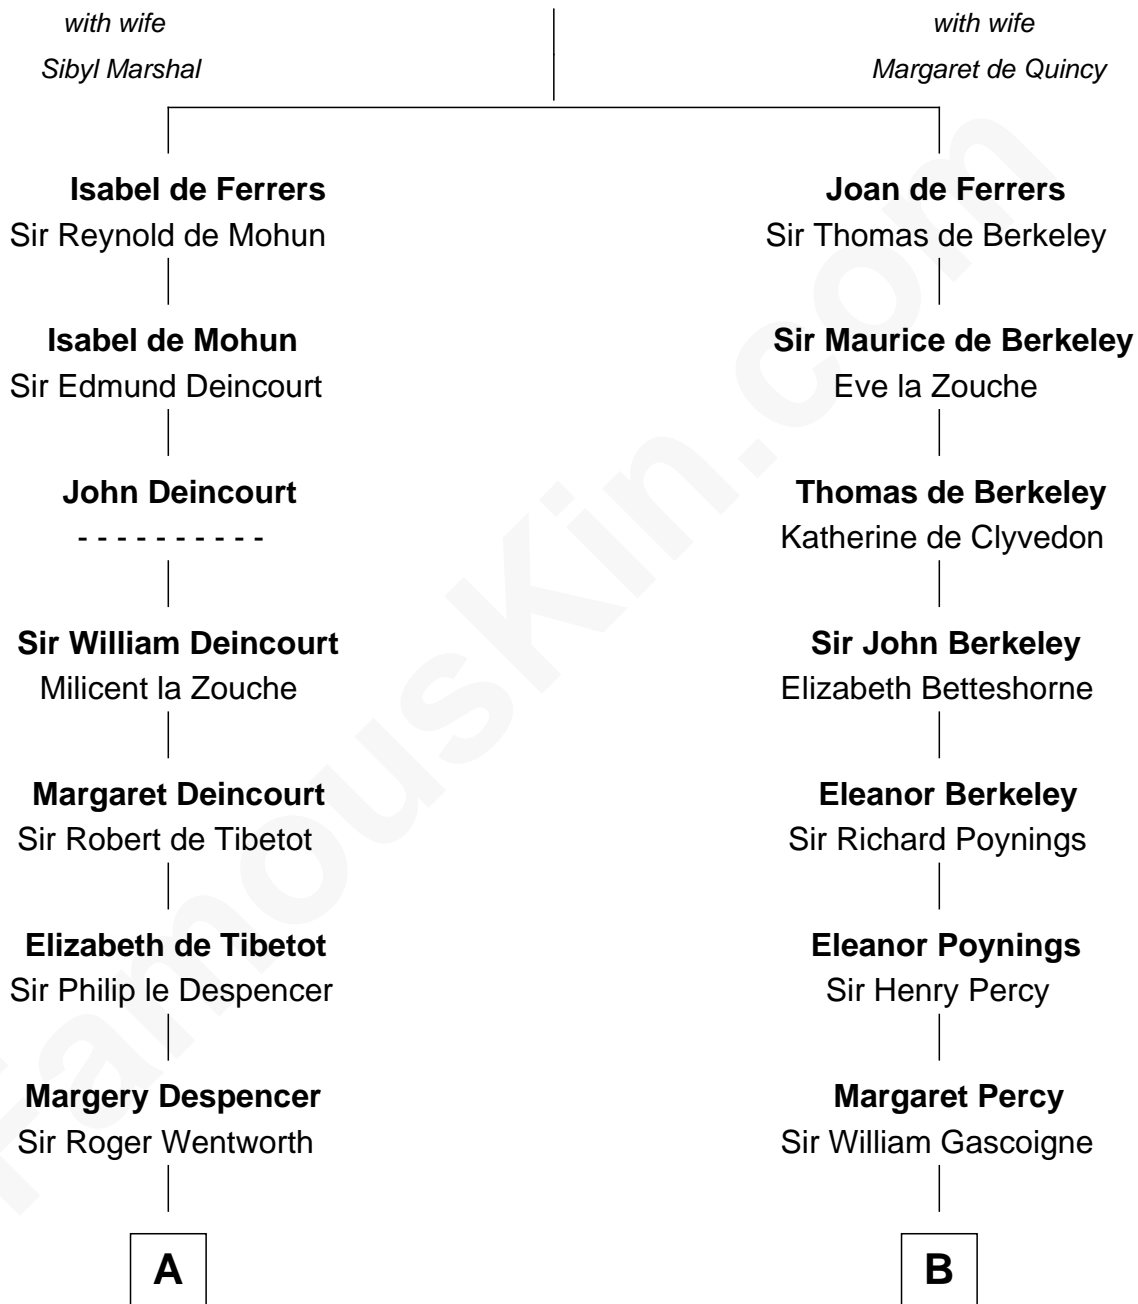 with wife
Sibyl Marshal
with wife
Margaret de Quincy
Isabel de Ferrers
Sir Reynold de Mohun
Joan de Ferrers
Sir Thomas de Berkeley
Isabel de Mohun
Sir Edmund Deincourt
Sir Maurice de Berkeley
Eve la Zouche
John Deincourt
- - - - - - - - - -
Thomas de Berkeley
Katherine de Clyvedon
Sir William Deincourt
Milicent la Zouche
Sir John Berkeley
Elizabeth Betteshorne
Margaret Deincourt
Sir Robert de Tibetot
Eleanor Berkeley
Sir Richard Poynings
Elizabeth de Tibetot
Sir Philip le Despencer
Eleanor Poynings
Sir Henry Percy
Margery Despencer
Sir Roger Wentworth
Margaret Percy
Sir William Gascoigne
A
B
FamousKin.com